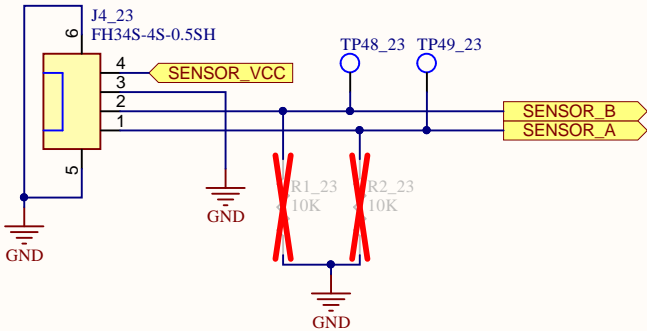 J4_23
FH34S-4S-0.5SH
6
4
3
2
1
5
SENSOR_VCC
TP48_23
TP49_23
SENSOR_B
SENSOR_A
R1_23
10K
R2_23
10K
GND
GND
GND